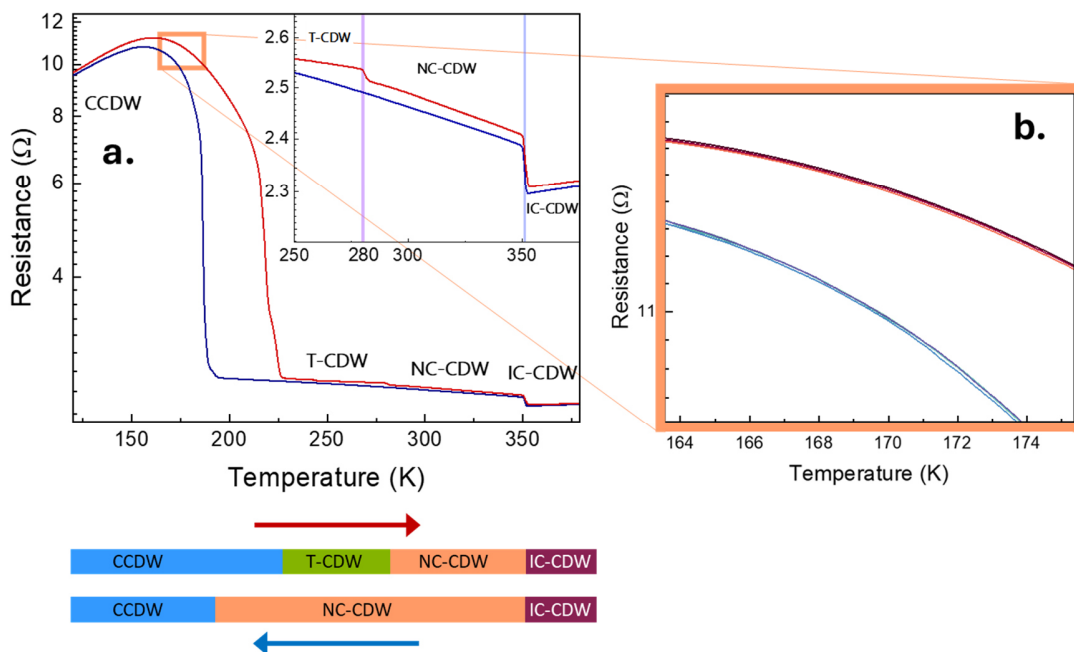 a.
Resistance (Ω)
12
10
8
6
4
CCDW
T-CDW
NC-CDW
IC-CDW
150
200
250
300
350
Temperature (K)
2.6
2.5
2.4
2.3
T-CDW
NC-CDW
IC-CDW
250
280
300
350
b.
Resistance (Ω)
11
164
166
168
170
172
174
Temperature (K)
CCDW T-CDW NC-CDW IC-CDW
CCDW NC-CDW IC-CDW